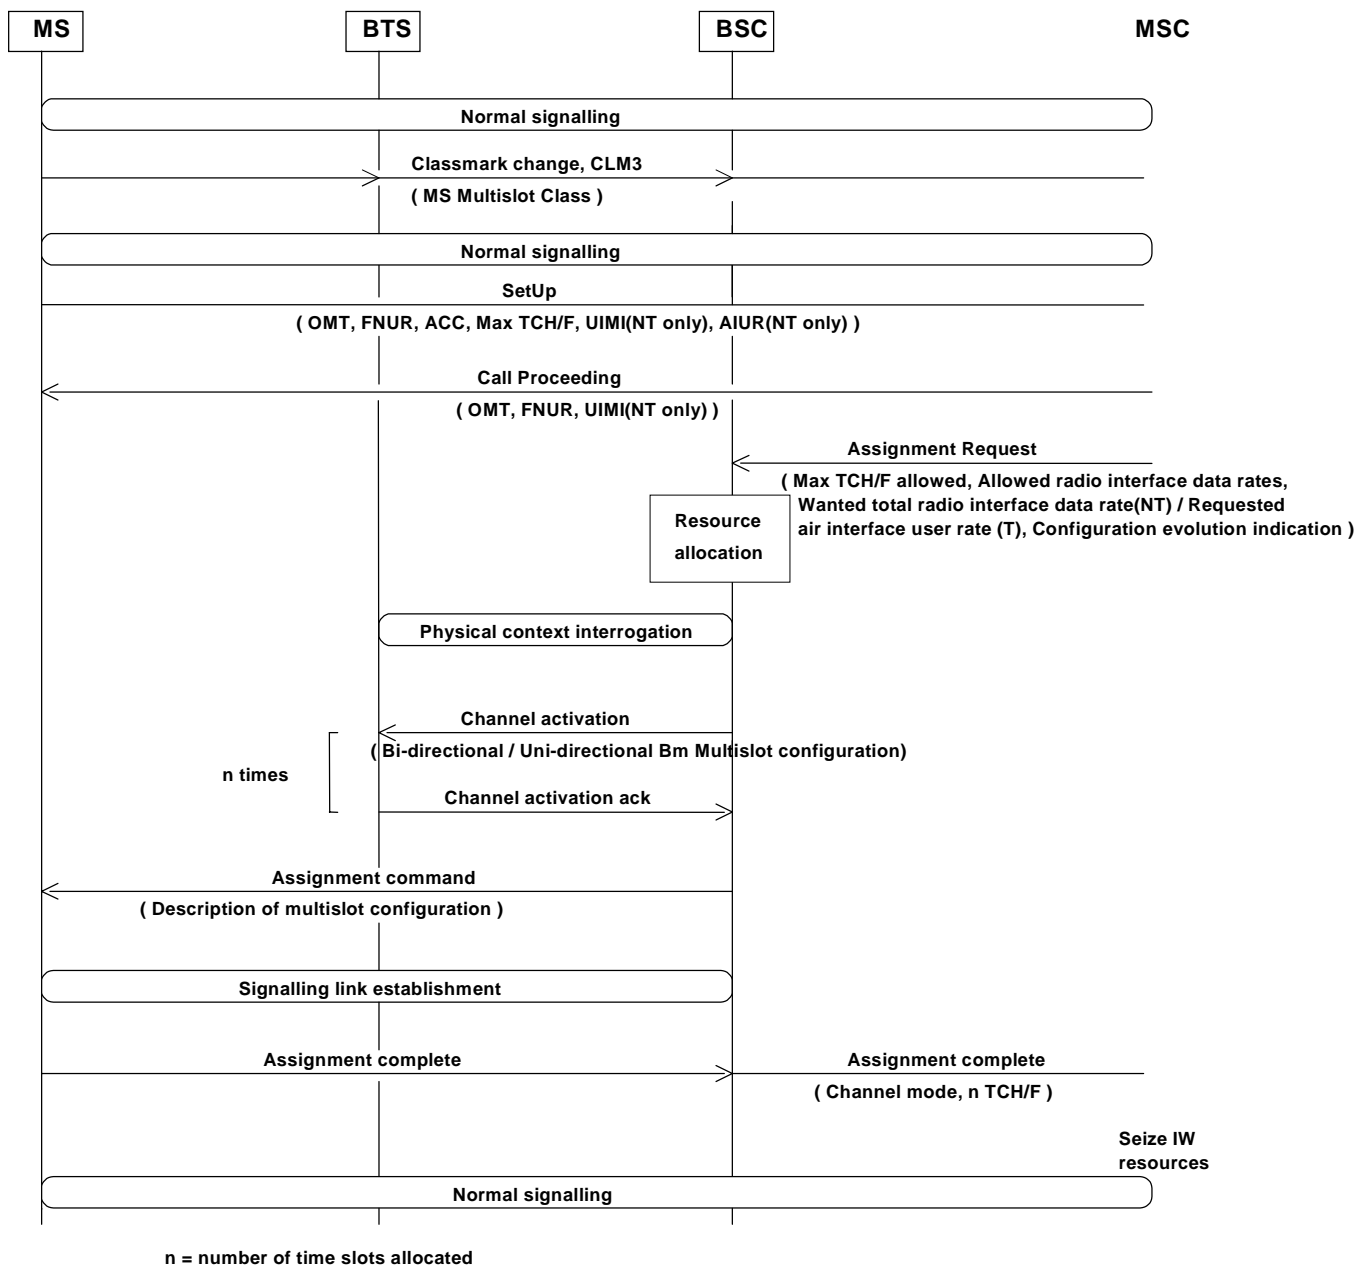 MS BTS BSC MSC
Normal signalling
Classmark change, CLM3
( MS Multislot Class )
Normal signalling
SetUp
( OMT, FNUR, ACC, Max TCH/F, UIMI(NT only), AIUR(NT only) )
Call Proceeding
( OMT, FNUR, UIMI(NT only) )
Assignment Request
( Max TCH/F allowed, Allowed radio interface data rates,
Wanted total radio interface data rate(NT) / Requested
air interface user rate (T), Configuration evolution indication )
Resource
allocation
Physical context interrogation
Channel activation
( Bi-directional / Uni-directional Bm Multislot configuration)
n times
Channel activation ack
Assignment command
( Description of multislot configuration )
Signalling link establishment
Assignment complete Assignment complete
( Channel mode, n TCH/F )
Seize IW
resources
Normal signalling
n = number of time slots allocated